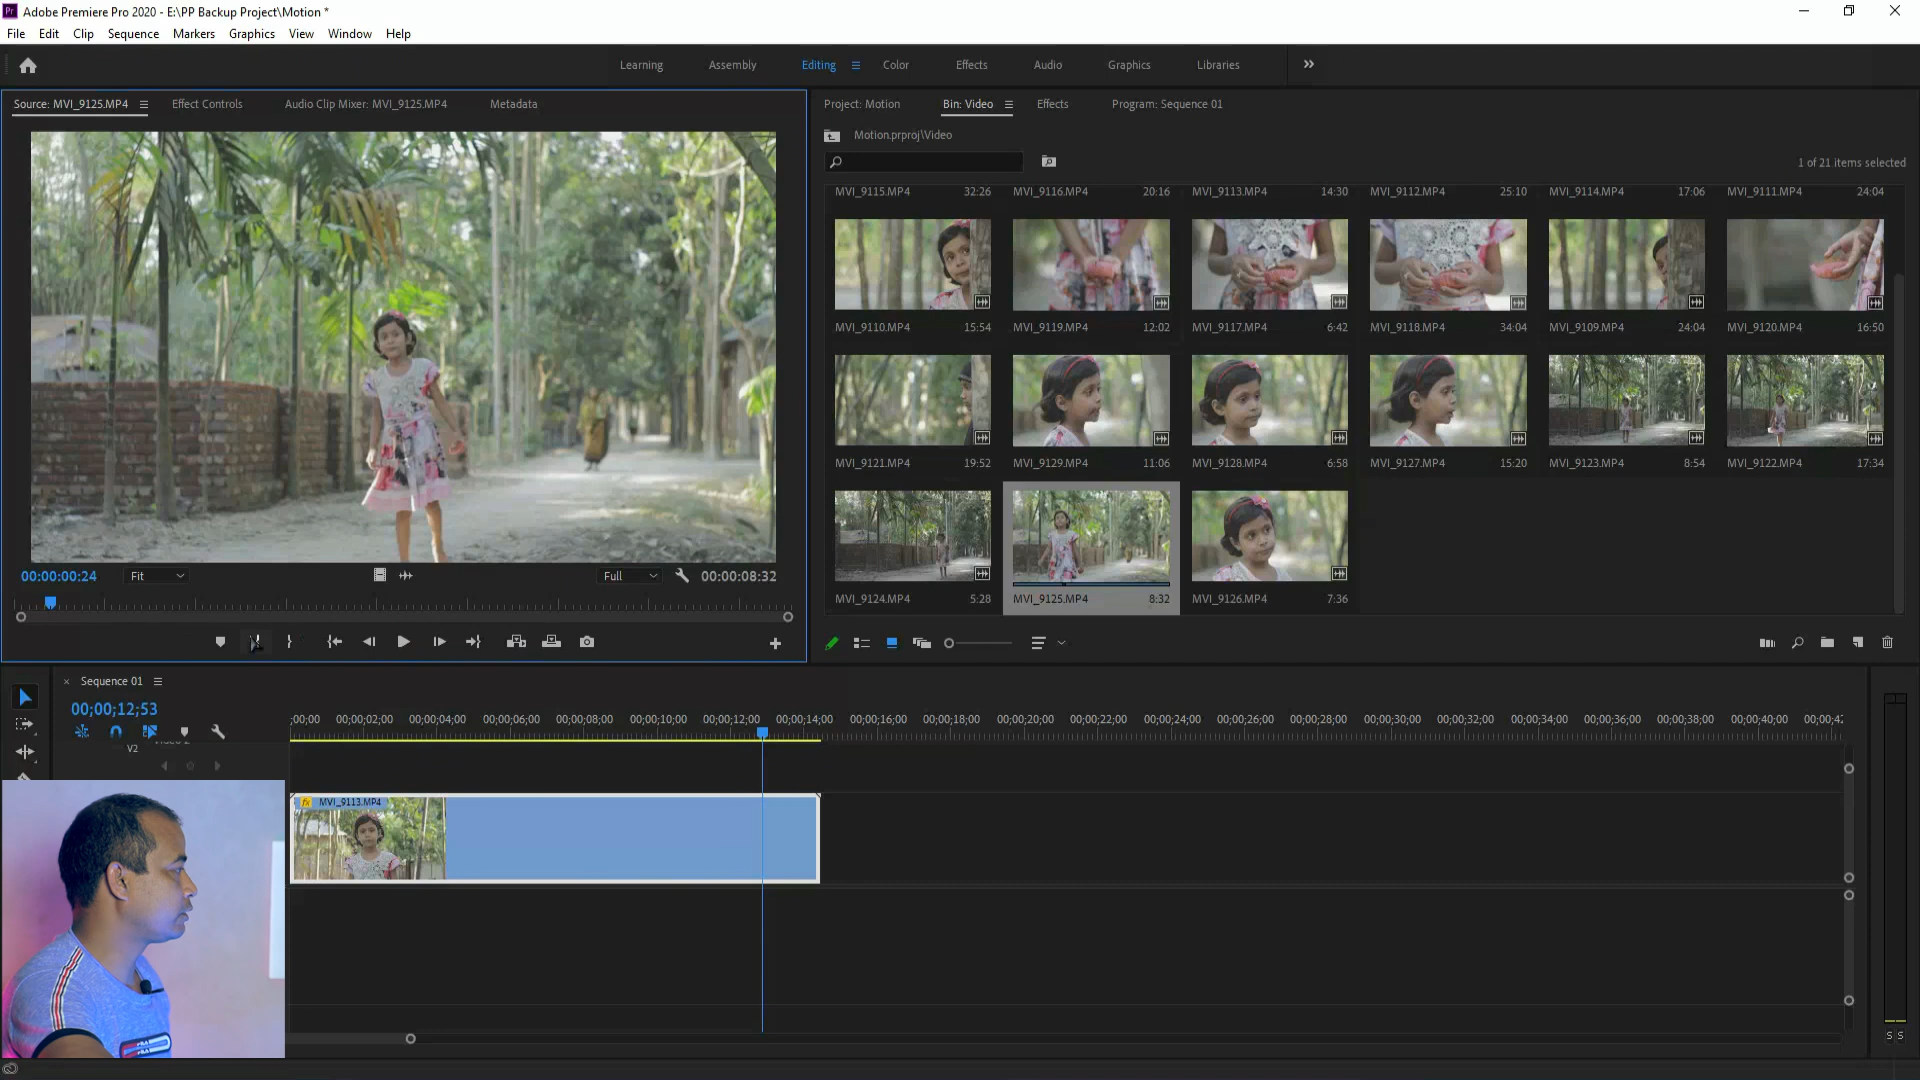 Adobe Premiere Pro 2020 - E:\PP Backup Project\Motion *
File Edit Clip Sequence Markers Graphics View Window Help
Learning Assembly Editing Color Effects Audio Graphics Libraries
Source: MVI_9125.MP4 Effect Controls Audio Clip Mixer: MVI_9125.MP4 Metadata
Project: Motion Bin: Video Effects Program: Sequence 01
Motion.prproj\Video
1 of 21 items selected
MVI_9115.MP4 32:26 MVI_9116.MP4 20:16 MVI_9113.MP4 14:30 MVI_9112.MP4 25:10 MVI_9114.MP4 17:06 MVI_9111.MP4 24:04
MVI_9110.MP4 15:54 MVI_9119.MP4 12:02 MVI_9117.MP4 6:42 MVI_9118.MP4 34:04 MVI_9109.MP4 24:04 MVI_9120.MP4 16:50
MVI_9121.MP4 19:52 MVI_9129.MP4 11:06 MVI_9128.MP4 6:58 MVI_9127.MP4 15:20 MVI_9123.MP4 8:54 MVI_9122.MP4 17:34
MVI_9124.MP4 5:28 MVI_9125.MP4 8:32 MVI_9126.MP4 7:36
00:00:00:24 Fit Full 00:00:08:32
Sequence 01
00;00;12;53
;00;00 00;00;02;00 00;00;04;00 00;00;06;00 00;00;08;00 00;00;10;00 00;00;12;00 00;00;14;00 00;00;16;00 00;00;18;00 00;00;20;00 00;00;22;00 00;00;24;00 00;00;26;00 00;00;28;00 00;00;30;00 00;00;32;00 00;00;34;00 00;00;36;00 00;00;38;00 00;00;40;00 00;00;42
V2
fx MVI_9113.MP4
FILA
S S